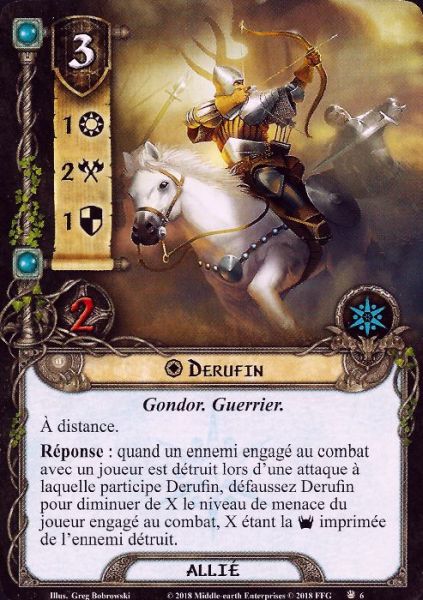 3
1
2
1
2
Derufin
Gondor. Guerrier.
À distance.
Réponse : quand un ennemi engagé au combat
avec un joueur est détruit lors d'une attaque à
laquelle participe Derufin, défaussez Derufin
pour diminuer de X le niveau de menace du
joueur engagé au combat, X étant la imprimée
de l'ennemi détruit.
ALLIÉ
Illus. Greg Bobrowski © 2018 Middle-earth Enterprises © 2018 FFG 6